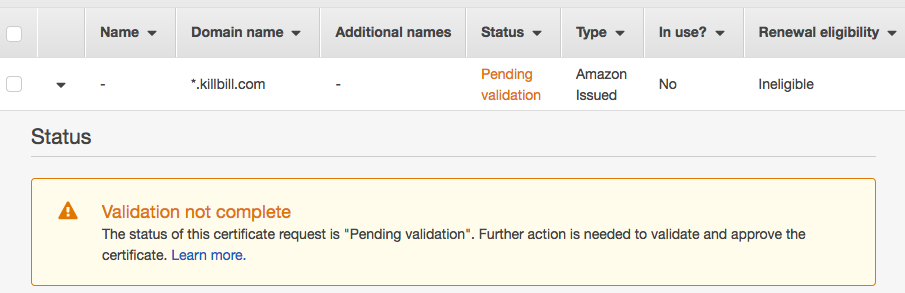 Name Domain name Additional names Status Type In use? Renewal eligibility
- *.killbill.com - Pending validation Amazon Issued No Ineligible
Status
Validation not complete
The status of this certificate request is "Pending validation". Further action is needed to validate and approve the
certificate. Learn more.